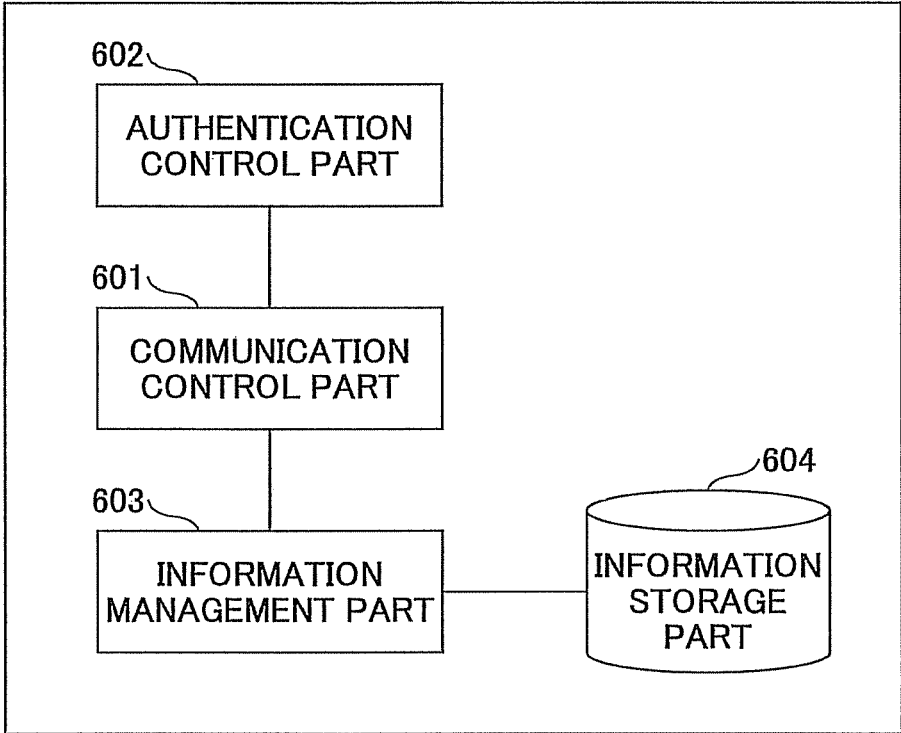 602
AUTHENTICATION
CONTROL PART
601
COMMUNICATION
CONTROL PART
603
INFORMATION
MANAGEMENT PART
604
INFORMATION
STORAGE
PART